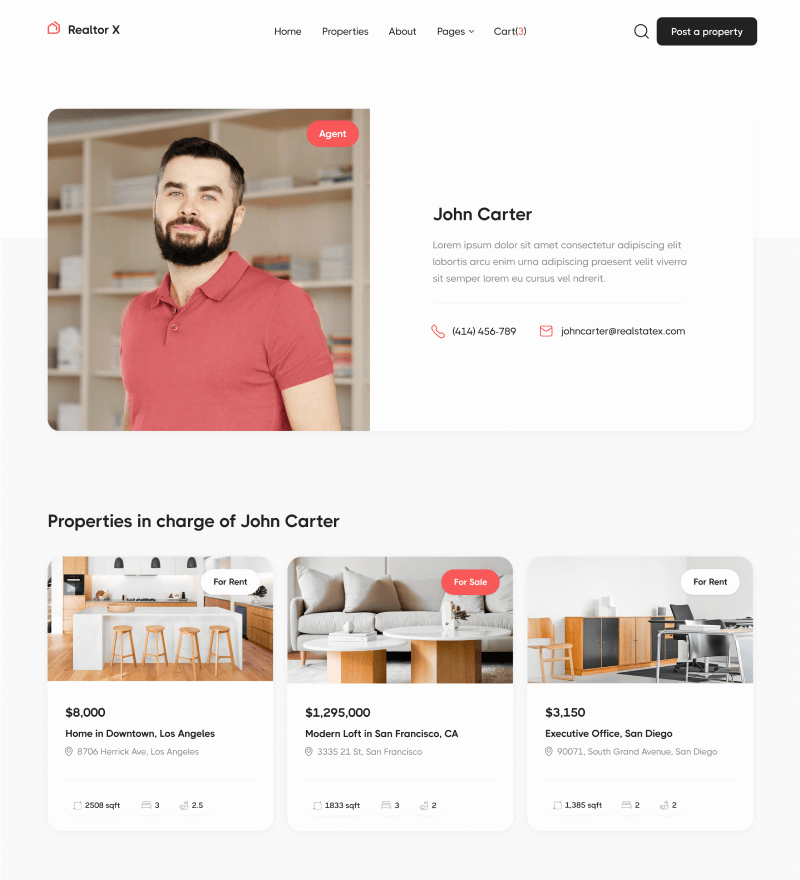 Realtor X
Home Properties About Pages Cart(3)
Post a property
Agent
John Carter
Lorem ipsum dolor sit amet consectetur adipiscing elit
lobortis arcu enim urna adipiscing praesent velit viverra
sit semper lorem eu cursus vel ndrerit.
(414) 456-789 johncarter@realstatex.com
Properties in charge of John Carter
For Rent
$8,000
Home in Downtown, Los Angeles
8706 Herrick Ave, Los Angeles
2508 sqft 3 2.5
For Sale
$1,295,000
Modern Loft in San Francisco, CA
3335 21 St, San Francisco
1833 sqft 3 2
For Rent
$3,150
Executive Office, San Diego
90071, South Grand Avenue, San Diego
1,385 sqft 2 2